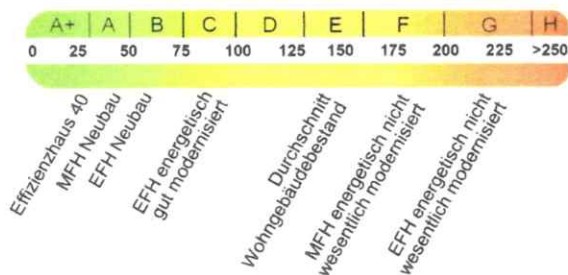 A+ A B C D E F G H
0 25 50 75 100 125 150 175 200 225 >250
Effizienzhaus 40
MFH Neubau
EFH Neubau
EFH energetisch
gut modernisiert
Durchschnitt
Wohngebäudebestand
MFH energetisch nicht
wesentlich modernisiert
EFH energetisch nicht
wesentlich modernisiert